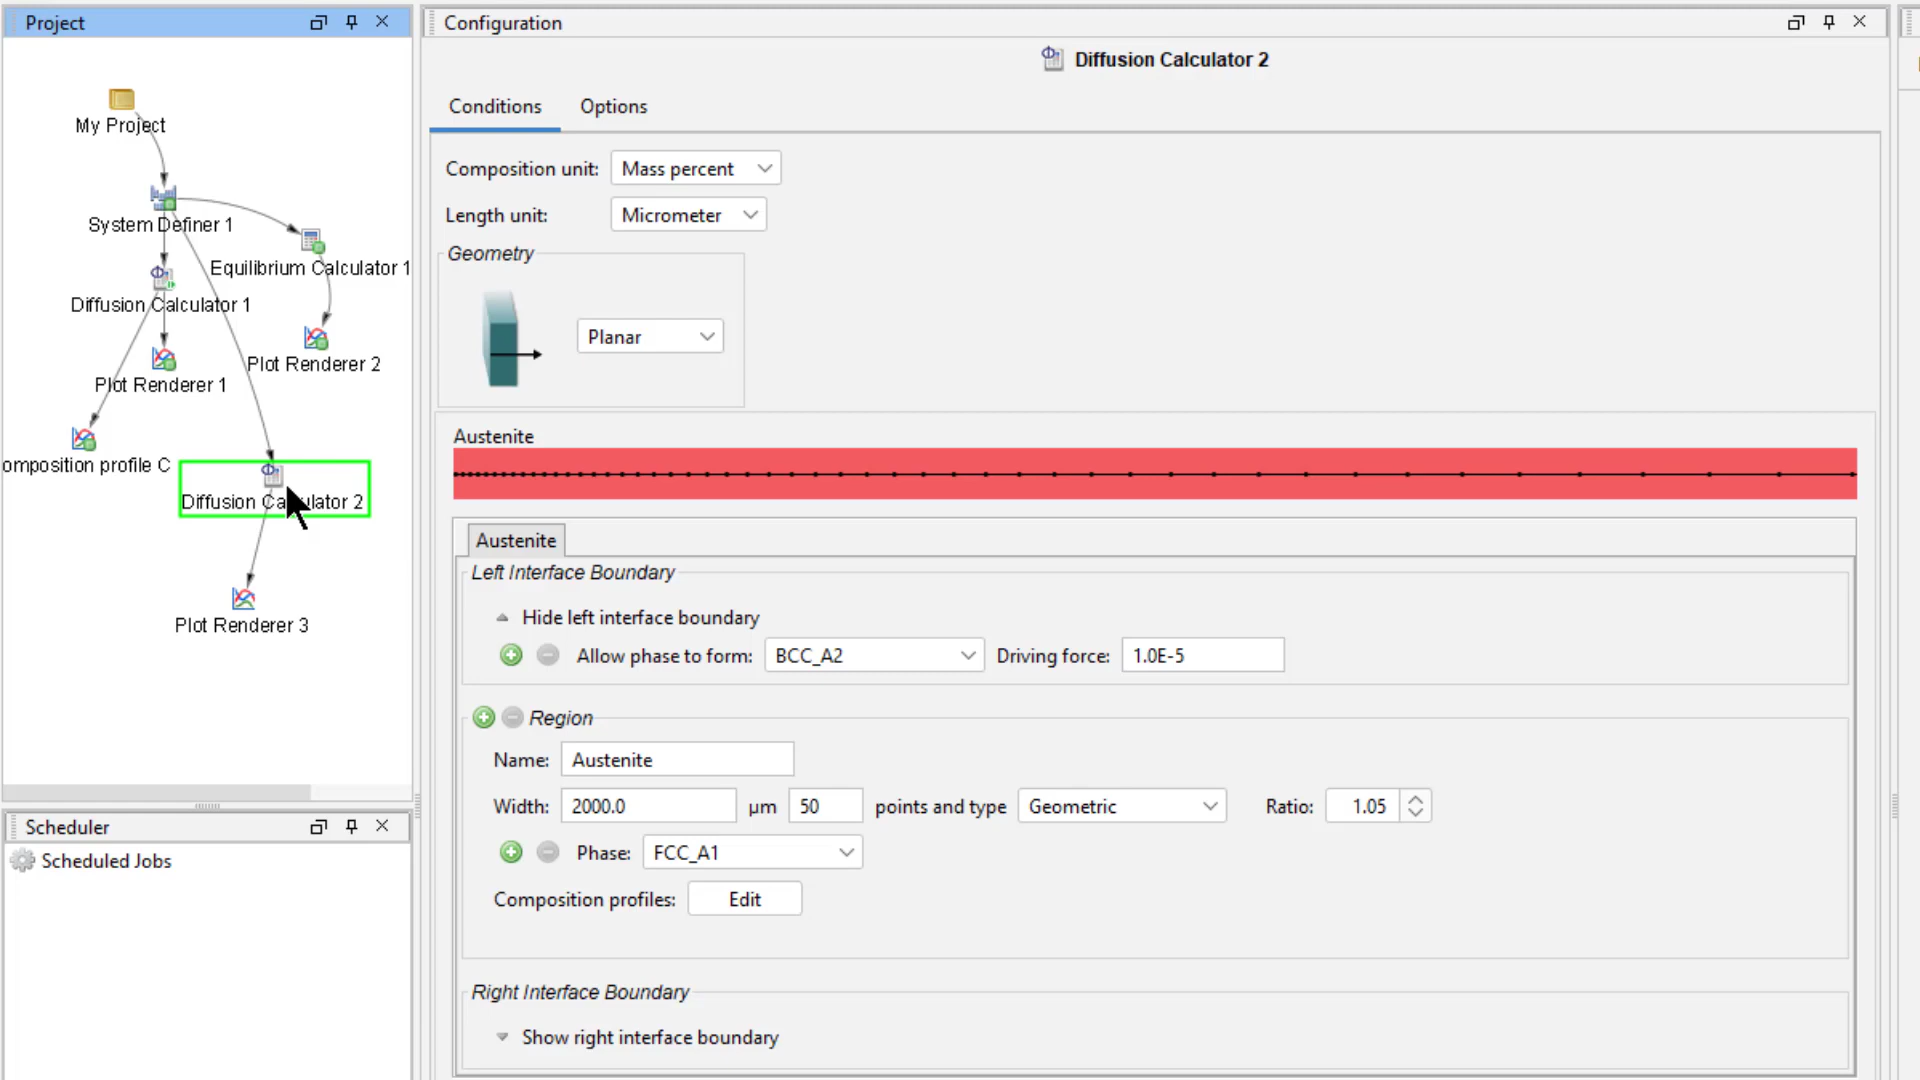 Project
My Project
System Definer 1
Equilibrium Calculator 1
Diffusion Calculator 1
Plot Renderer 2
Plot Renderer 1
omposition profile C
Diffusion Calculator 2
Plot Renderer 3
Scheduler
Scheduled Jobs
Configuration
Diffusion Calculator 2
Conditions Options
Composition unit: Mass percent
Length unit: Micrometer
Geometry
Planar
Austenite
Austenite
Left Interface Boundary
Hide left interface boundary
Allow phase to form: BCC_A2 Driving force: 1.0E-5
Region
Name: Austenite
Width: 2000.0 µm 50 points and type Geometric Ratio: 1.05
Phase: FCC_A1
Composition profiles: Edit
Right Interface Boundary
Show right interface boundary